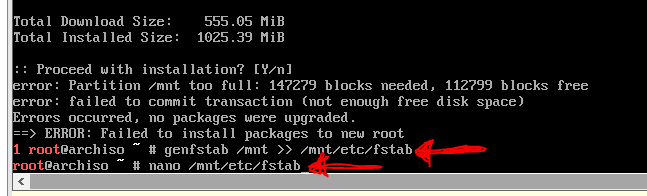 Total Download Size:    555.05 MiB
Total Installed Size:  1025.39 MiB
:: Proceed with installation? [Y/n]
error: Partition /mnt too full: 147279 blocks needed, 112799 blocks free
error: failed to commit transaction (not enough free disk space)
Errors occurred, no packages were upgraded.
==> ERROR: Failed to install packages to new root
1 root@archiso ~ # genfstab /mnt >> /mnt/etc/fstab
root@archiso ~ # nano /mnt/etc/fstab_